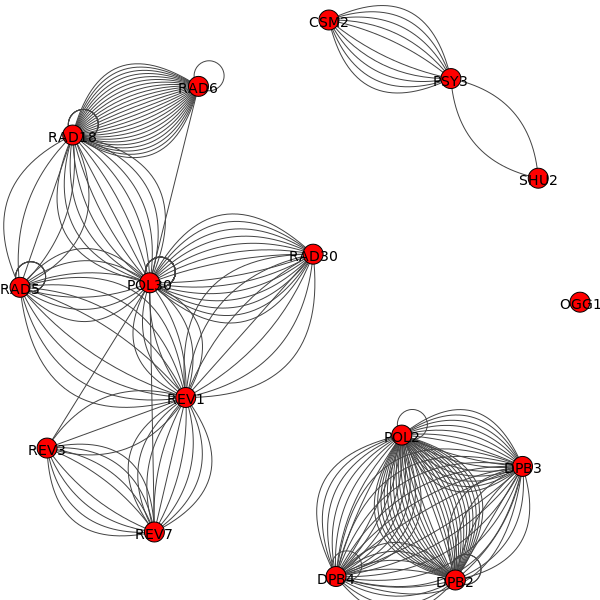 CSM2
PSY3
RAD6
RAD18
SHU2
RAD30
POL30
RAD5
OGG1
REV1
POL2
REV3
DPB3
REV7
DPB4
DPB2